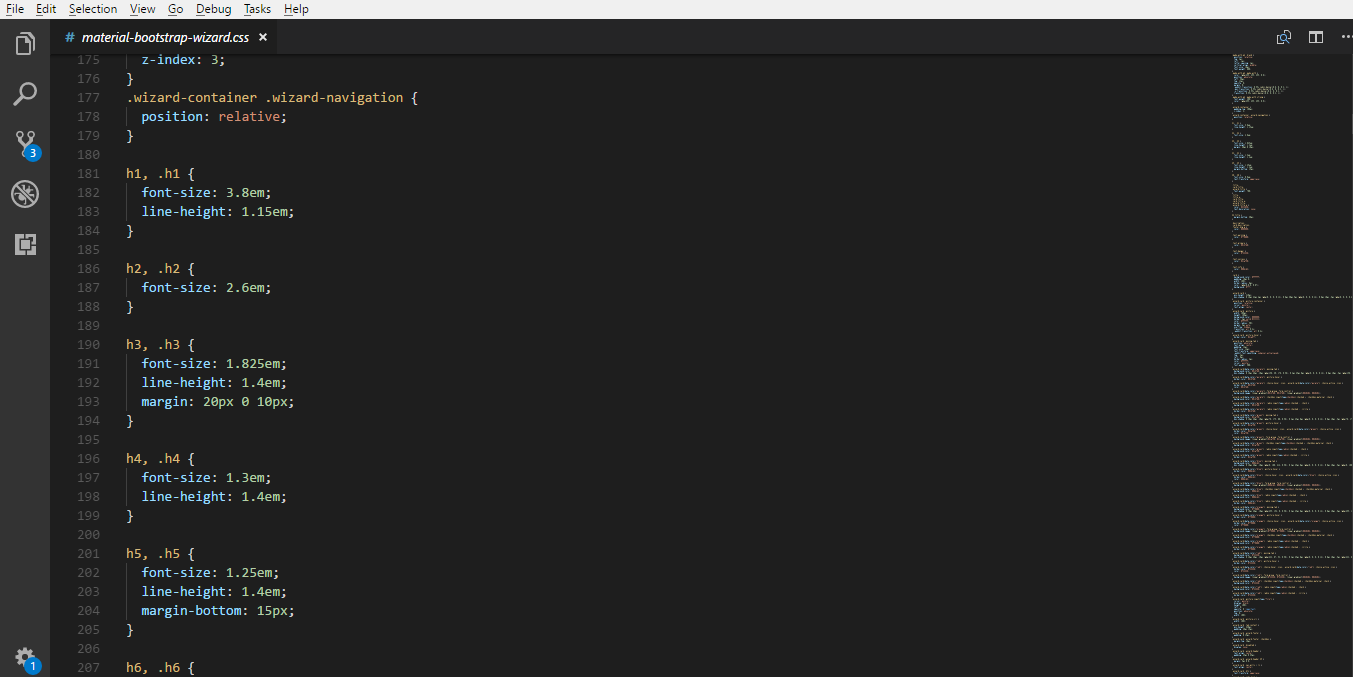 File Edit Selection View Go Debug Tasks Help
# material-bootstrap-wizard.css ×
175 z-index: 3;
176 }
177 .wizard-container .wizard-navigation {
178 position: relative;
179 }
180
181 h1, .h1 {
182 font-size: 3.8em;
183 line-height: 1.15em;
184 }
185
186 h2, .h2 {
187 font-size: 2.6em;
188 }
189
190 h3, .h3 {
191 font-size: 1.825em;
192 line-height: 1.4em;
193 margin: 20px 0 10px;
194 }
195
196 h4, .h4 {
197 font-size: 1.3em;
198 line-height: 1.4em;
199 }
200
201 h5, .h5 {
202 font-size: 1.25em;
203 line-height: 1.4em;
204 margin-bottom: 15px;
205 }
206
207 h6, .h6 {
3
1